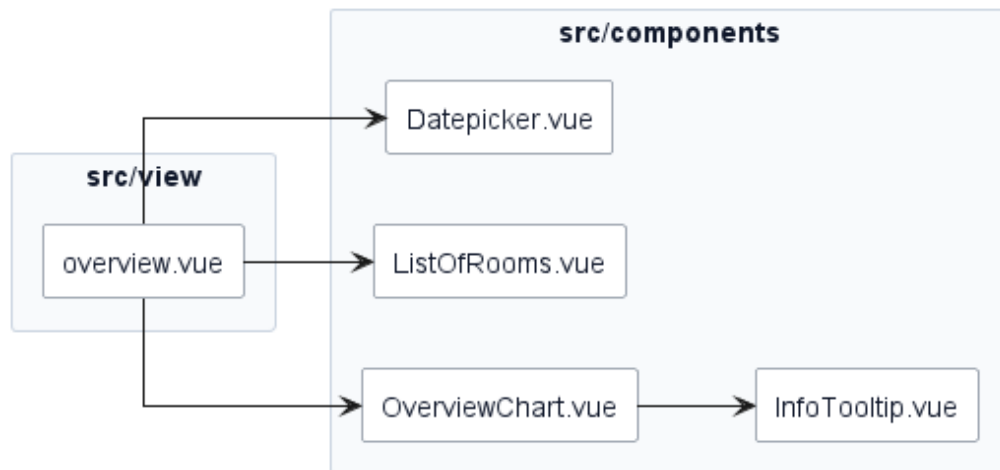 src/components
Datepicker.vue
src/view
overview.vue
ListOfRooms.vue
OverviewChart.vue
InfoTooltip.vue